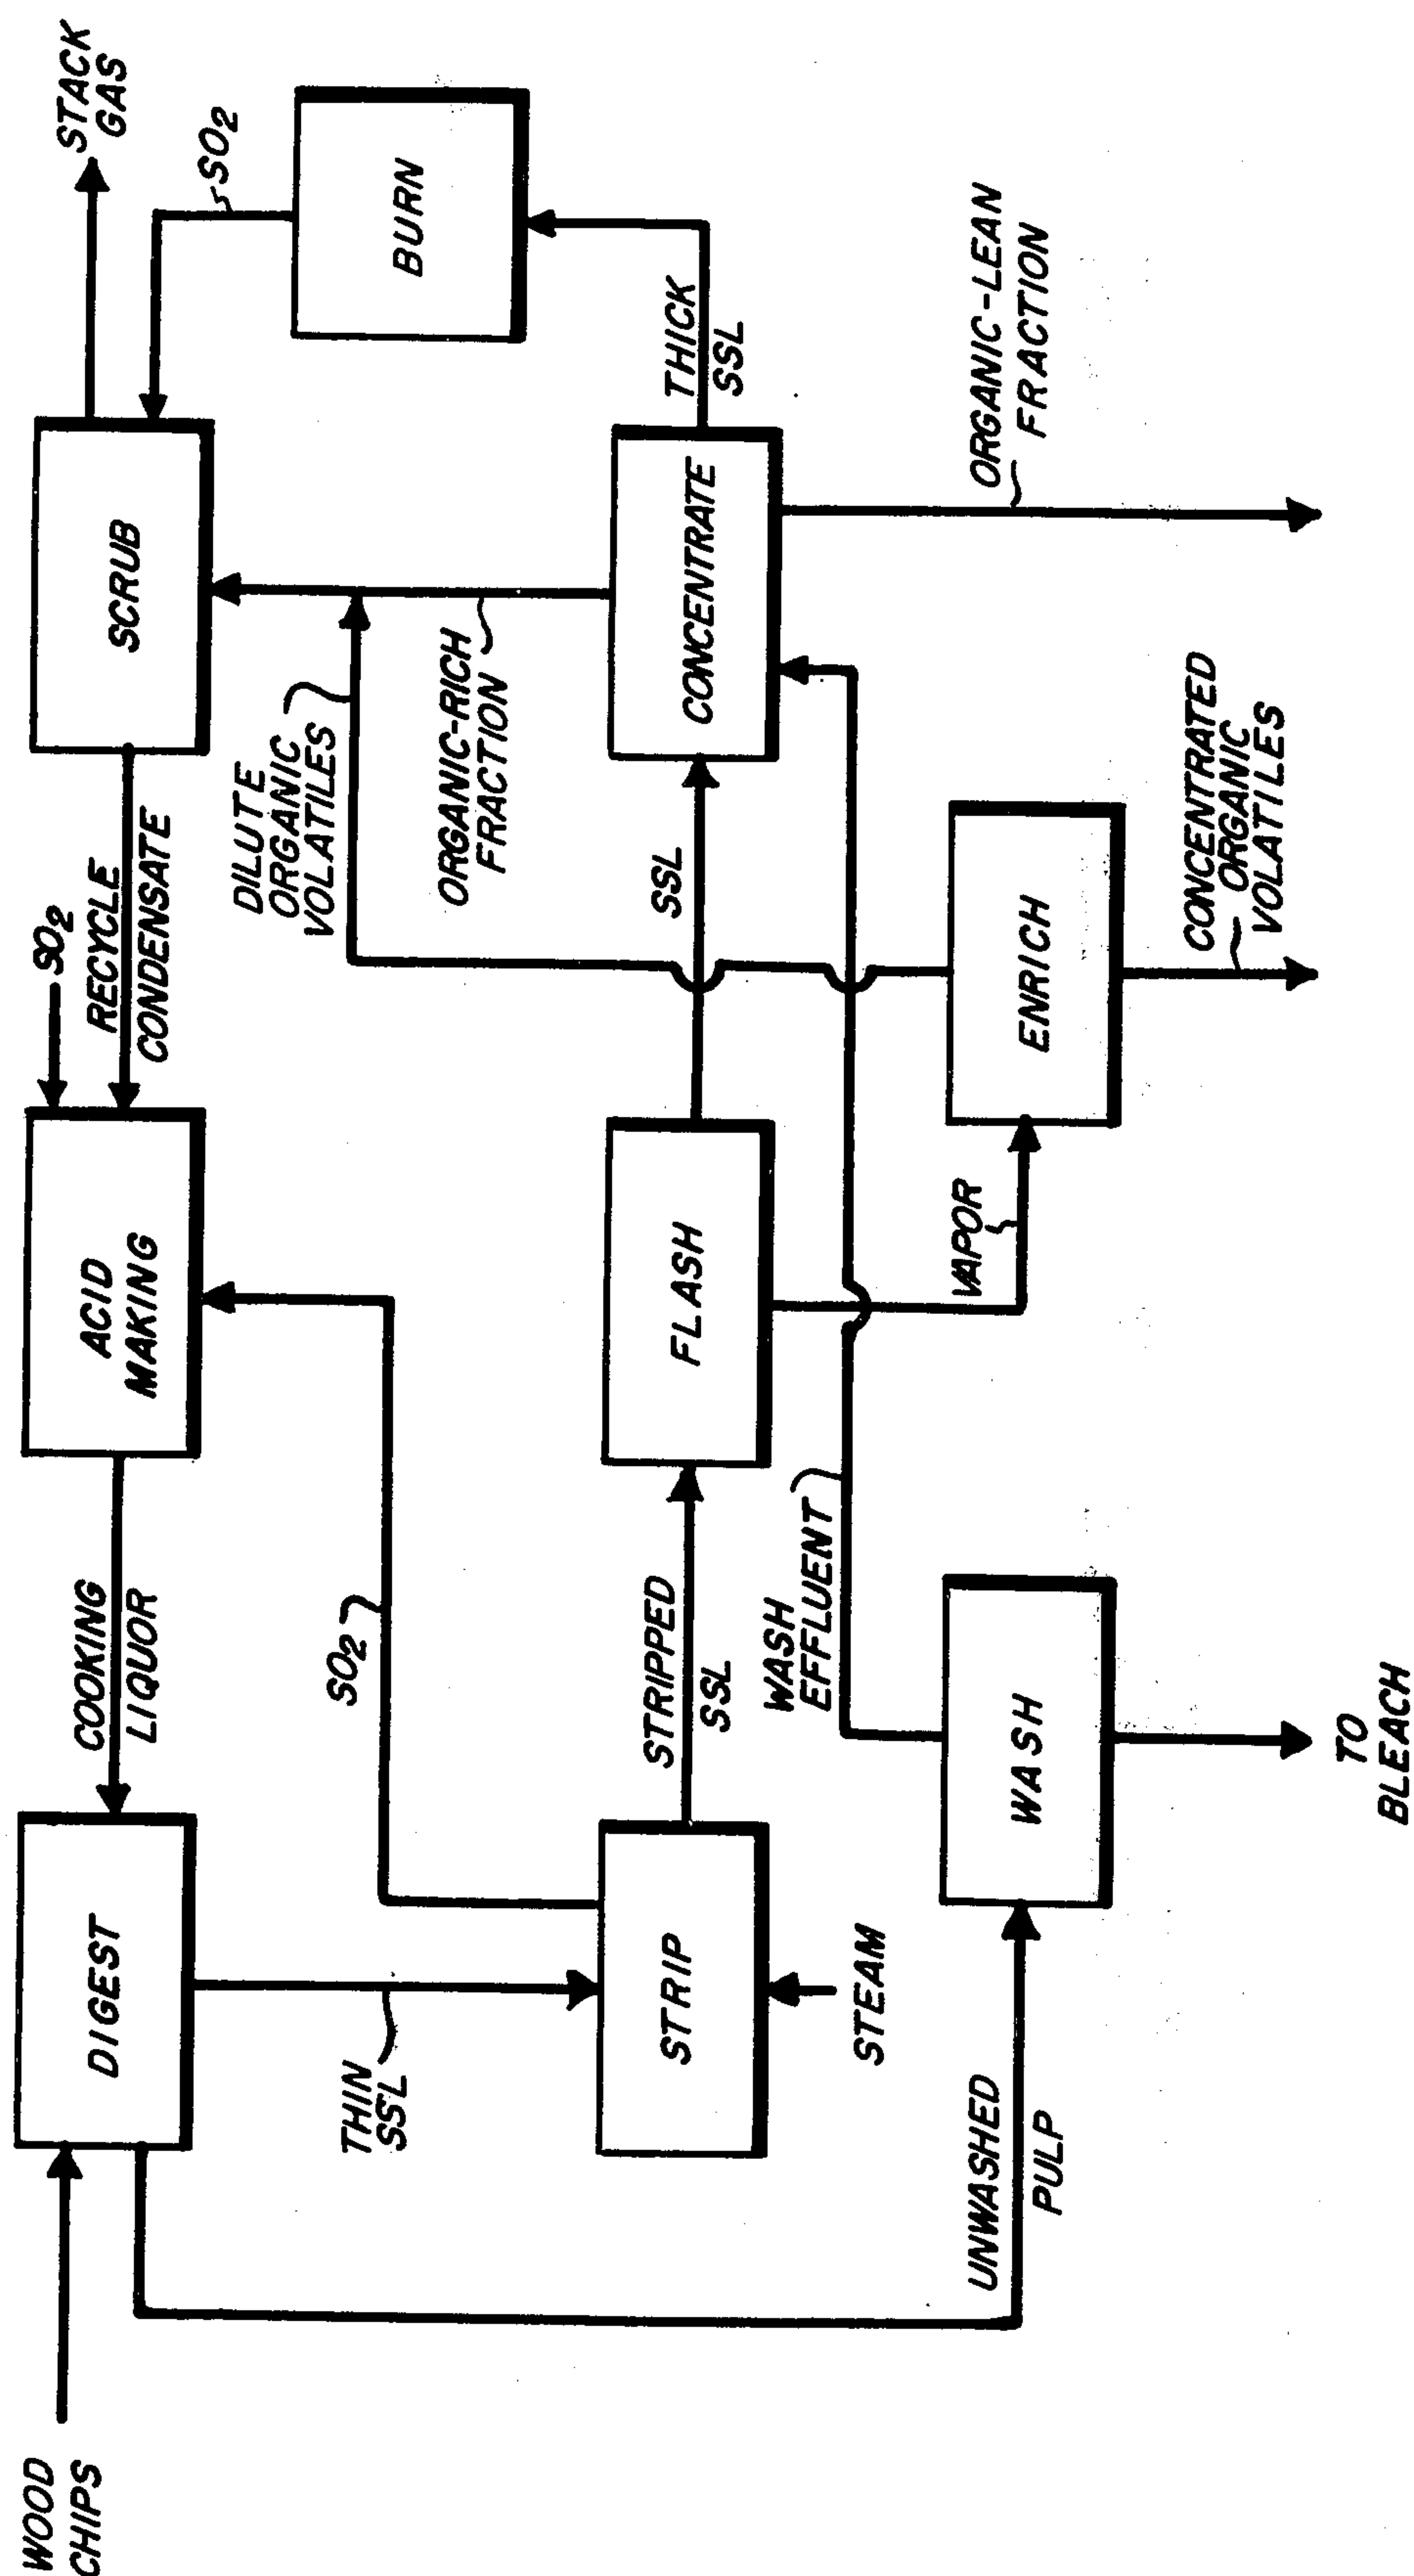 WOOD
CHIPS
DIGEST
COOKING
LIQUOR
ACID
MAKING
SO2
RECYCLE
CONDENSATE
SCRUB
STACK
GAS
SO2
BURN
THIN
SSL
SO2
DILUTE
ORGANIC
VOLATILES
ORGANIC-RICH
FRACTION
STRIP
STRIPPED
SSL
FLASH
SSL
CONCENTRATE
THICK
SSL
STEAM
WASH
EFFLUENT
UNWASHED
PULP
WASH
VAPOR
ENRICH
ORGANIC-LEAN
FRACTION
CONCENTRATED
ORGANIC
VOLATILES
TO
BLEACH